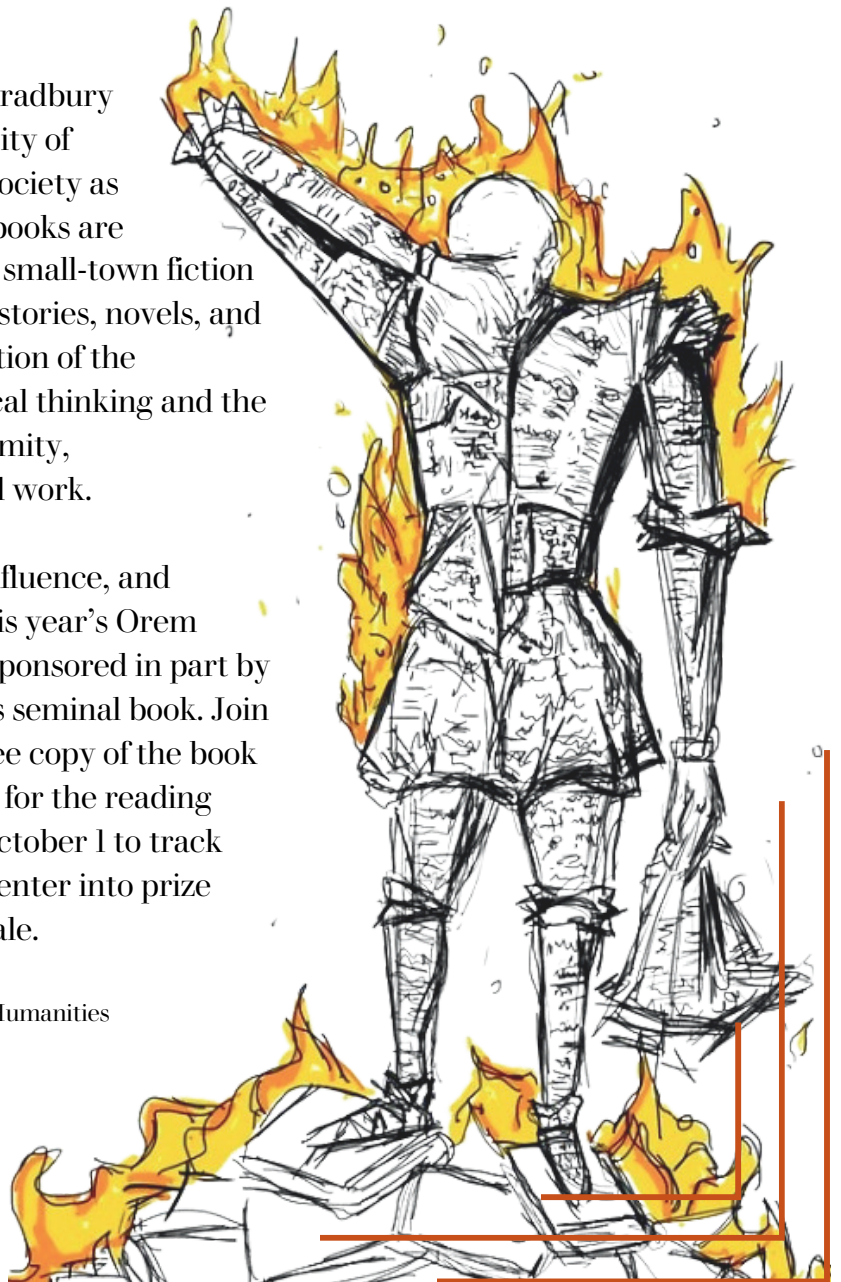 radbury
ity of
ociety as
books are
small-town fiction
stories, novels, and
tion of the
cal thinking and the
mity,
l work.
fluence, and
is year’s Orem
ponsored in part by
s seminal book. Join
ee copy of the book
for the reading
ctober 1 to track
enter into prize
ale.
Humanities